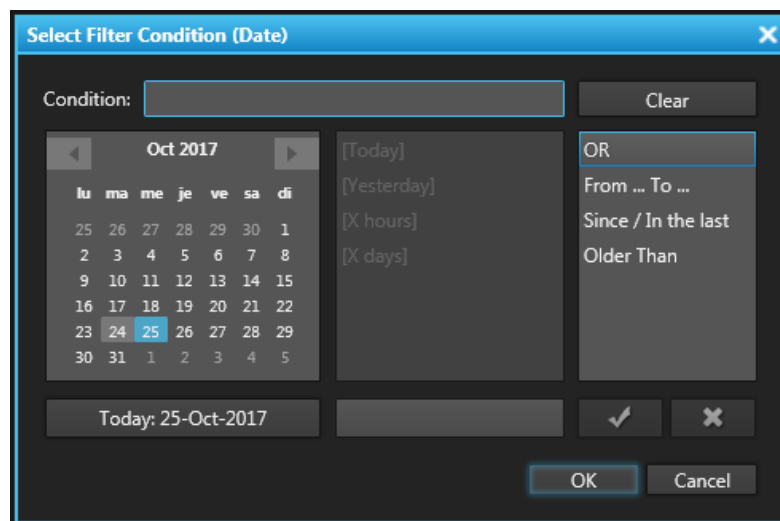 Select Filter Condition (Date)
Condition:
Clear
Oct 2017
lu ma me je ve sa di
25 26 27 28 29 30 1
2 3 4 5 6 7 8
9 10 11 12 13 14 15
16 17 18 19 20 21 22
23 24 25 26 27 28 29
30 31 1 2 3 4 5
Today: 25-Oct-2017
[Today]
[Yesterday]
[X hours]
[X days]
OR
From ... To ...
Since / In the last
Older Than
OK
Cancel